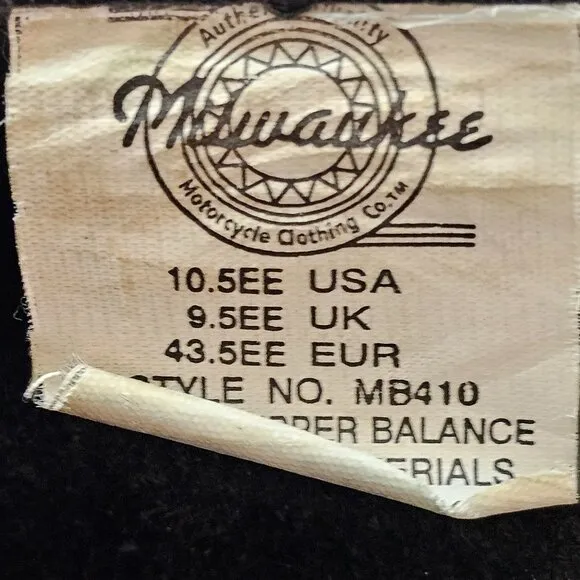 Milwaukee
Motorcycle Clothing Co.™
10.5EE USA
9.5EE UK
43.5EE EUR
STYLE NO. MB410
BALANCE